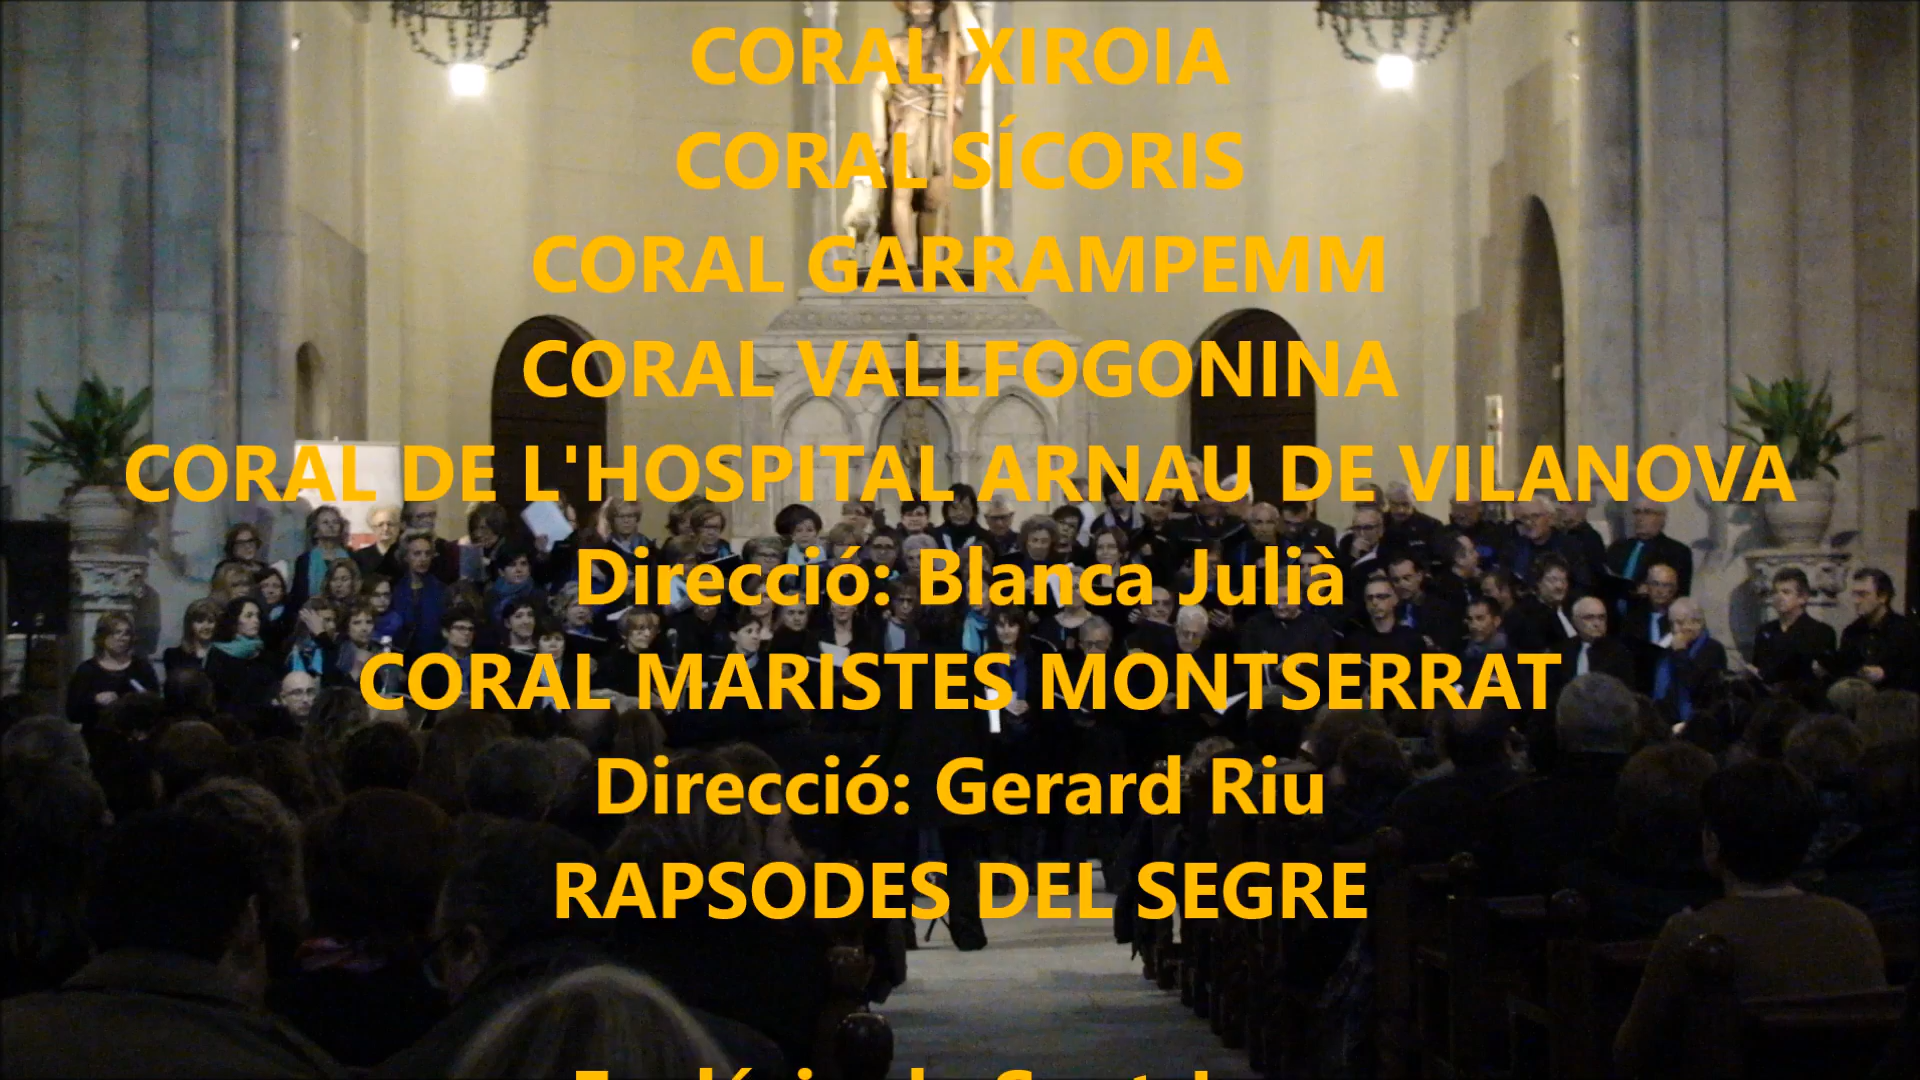 CORAL XIROIA
CORAL SÍCORIS
CORAL GARRAMPEMM
CORAL VALLFOGONINA
CORAL DE L'HOSPITAL ARNAU DE VILANOVA
Direcció: Blanca Julià
CORAL MARISTES MONTSERRAT
Direcció: Gerard Riu
RAPSODES DEL SEGRE